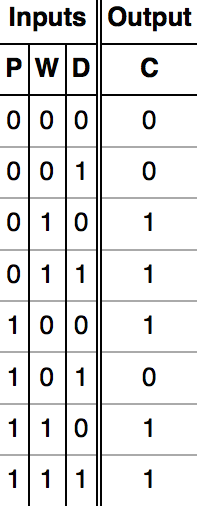 Inputs Output
P W D C
0 0 0 0
0 0 1 0
0 1 0 1
0 1 1 1
1 0 0 1
1 0 1 0
1 1 0 1
1 1 1 1